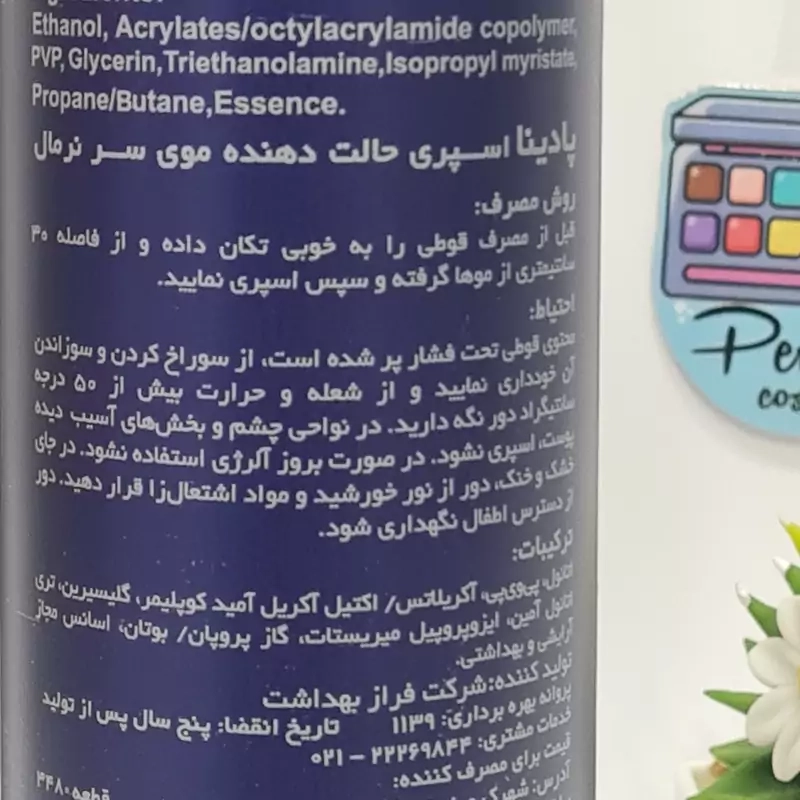 Ethanol, Acrylates/octylacrylamide copolymer,
PVP, Glycerin,Triethanolamine,Isopropyl myristate,
Propane/Butane,Essence.
پادینا اسپری حالت دهنده موی سر نرمال
روش مصرف:
قبل از مصرف قوطی را به خوبی تکان داده و از فاصله ۳۰
سانتیمتری از موها گرفته و سپس اسپری نمایید.
احتیاط:
محتوی قوطی تحت فشار پر شده است، از سوراخ کردن و سوزاندن
آن خودداری نمایید و از شعله و حرارت بیش از ۵۰ درجه
سانتیگراد دور نگه دارید. در نواحی چشم و بخش‌های آسیب دیده
پوست، اسپری نشود. در صورت بروز آلرژی استفاده نشود. در جای
خشک و خنک، دور از نور خورشید و مواد اشتعال‌زا قرار دهید. دور
از دسترس اطفال نگهداری شود.
ترکیبات:
اتانول، پی‌وی‌پی، آکریلاتس/ اکتیل آکریل آمید کوپلیمر، گلیسیرین، تری
اتانول آمین، ایزوپروپیل میریستات، گاز پروپان/ بوتان، اسانس مجاز
آرایشی و بهداشتی.
تولید کننده: شرکت فراز بهداشت
پروانه بهره برداری: ۱۱۳۹ تاریخ انقضا: پنج سال پس از تولید
خدمات مشتری: ۲۲۲۶۹۸۴۴ – ۰۲۱
قیمت برای مصرف کننده:
آدرس: شهرک قطعه ۴۴۸۰
Pe
cos